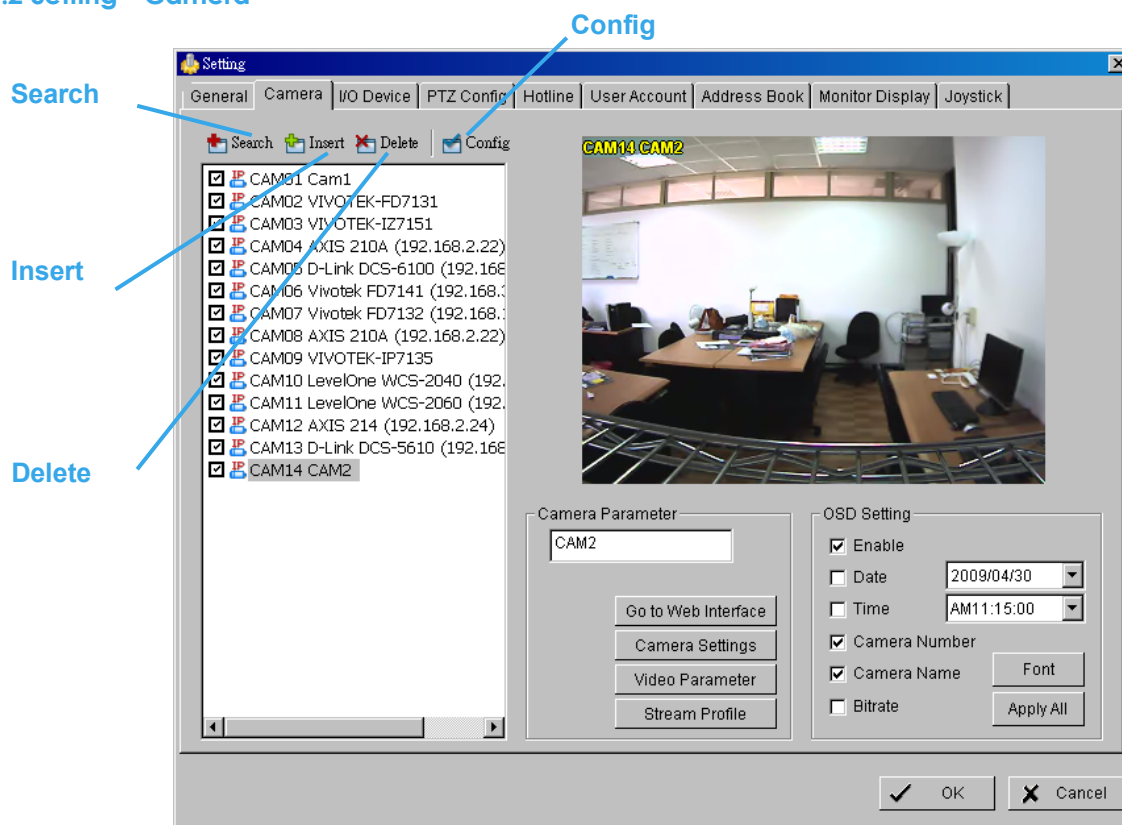 Config
Setting
Search
General Camera I/O Device PTZ Config Hotline User Account Address Book Monitor Display Joystick
Search Insert Delete Config
CAM14 CAM2
CAM01 Cam1
CAM02 VIVOTEK-FD7131
CAM03 VIVOTEK-IZ7151
CAM04 AXIS 210A (192.168.2.22)
Insert
CAM05 D-Link DCS-6100 (192.168
CAM06 Vivotek FD7141 (192.168.
CAM07 Vivotek FD7132 (192.168.
CAM08 AXIS 210A (192.168.2.22)
CAM09 VIVOTEK-IP7135
CAM10 LevelOne WCS-2040 (192.
CAM11 LevelOne WCS-2060 (192.
CAM12 AXIS 214 (192.168.2.24)
CAM13 D-Link DCS-5610 (192.168
Delete
CAM14 CAM2
Camera Parameter
CAM2
Go to Web Interface
Camera Settings
Video Parameter
Stream Profile
OSD Setting
Enable
Date 2009/04/30
Time AM11:15:00
Camera Number
Camera Name
Font
Bitrate
Apply All
OK Cancel